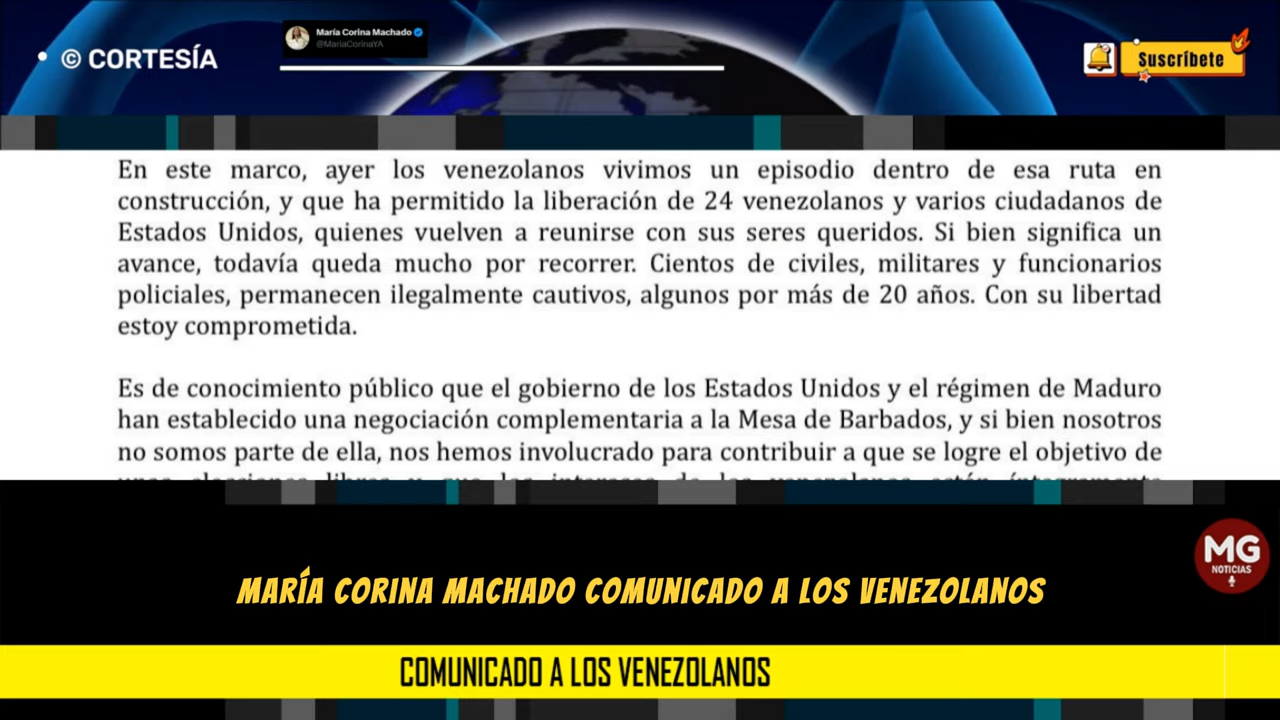 © CORTESÍA
María Corina Machado
@MariaCorinaYA
Suscríbete
En este marco, ayer los venezolanos vivimos un episodio dentro de esa ruta en
construcción, y que ha permitido la liberación de 24 venezolanos y varios ciudadanos de
Estados Unidos, quienes vuelven a reunirse con sus seres queridos. Si bien significa un
avance, todavía queda mucho por recorrer. Cientos de civiles, militares y funcionarios
policiales, permanecen ilegalmente cautivos, algunos por más de 20 años. Con su libertad
estoy comprometida.
Es de conocimiento público que el gobierno de los Estados Unidos y el régimen de Maduro
han establecido una negociación complementaria a la Mesa de Barbados, y si bien nosotros
no somos parte de ella, nos hemos involucrado para contribuir a que se logre el objetivo de
MG
NOTICIAS
MARÍA CORINA MACHADO COMUNICADO A LOS VENEZOLANOS
COMUNICADO A LOS VENEZOLANOS